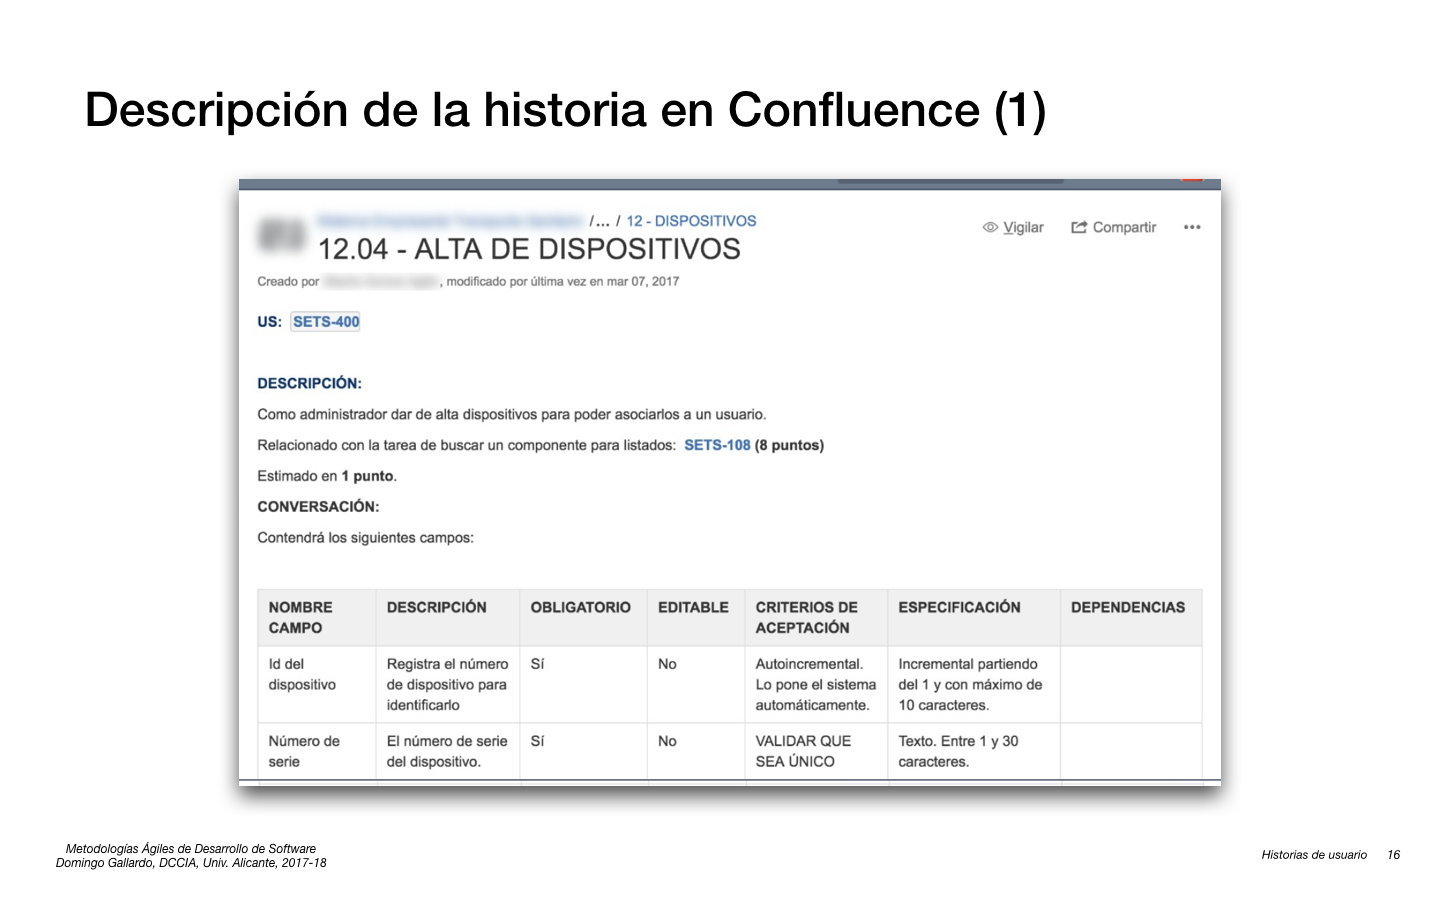 Descripción de la historia en Confluence (1)
/... / 12 - DISPOSITIVOS
12.04 - ALTA DE DISPOSITIVOS
Vigilar
Compartir
•••
Creado por , modificado por última vez en mar 07, 2017
US: SETS-400
DESCRIPCIÓN:
Como administrador dar de alta dispositivos para poder asociarlos a un usuario.
Relacionado con la tarea de buscar un componente para listados: SETS-108 (8 puntos)
Estimado en 1 punto.
CONVERSACIÓN:
Contendrá los siguientes campos:
NOMBRE
CAMPO
DESCRIPCIÓN
OBLIGATORIO
EDITABLE
CRITERIOS DE
ACEPTACIÓN
ESPECIFICACIÓN
DEPENDENCIAS
Id del
dispositivo
Registra el número
de dispositivo para
identificarlo
Sí
No
Autoincremental.
Lo pone el sistema
automáticamente.
Incremental partiendo
del 1 y con máximo de
10 caracteres.
Número de
serie
El número de serie
del dispositivo.
Sí
No
VALIDAR QUE
SEA ÚNICO
Texto. Entre 1 y 30
caracteres.
Metodologías Ágiles de Desarrollo de Software
Domingo Gallardo, DCCIA, Univ. Alicante, 2017-18
Historias de usuario 16